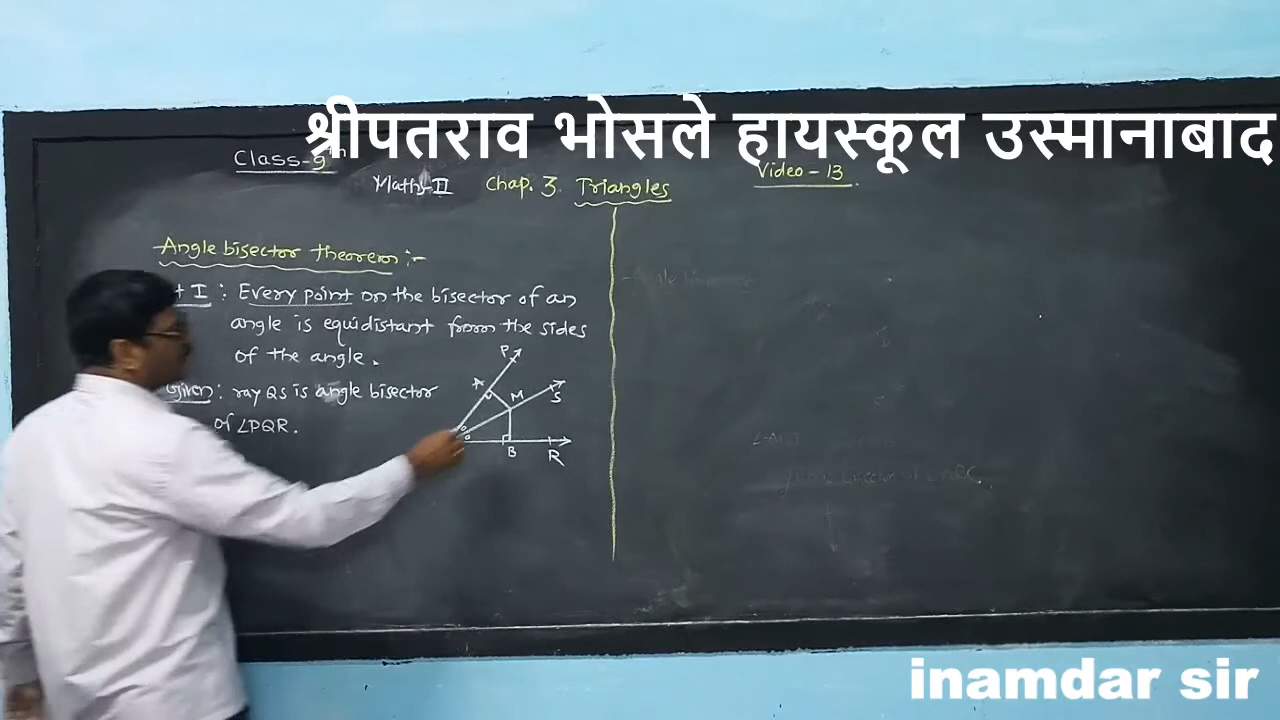 श्रीपतराव भोसले हायस्कूल उस्मानाबाद
Class-9th
Maths-II Chap. 3 Triangles
Video - 13
Angle bisector theorem :-
I : Every point on the bisector of an
angle is equidistant from the sides
of the angle.
Given : ray QS is angle bisector
of ∠PQR.
P
A
M
S
B
R
inamdar sir